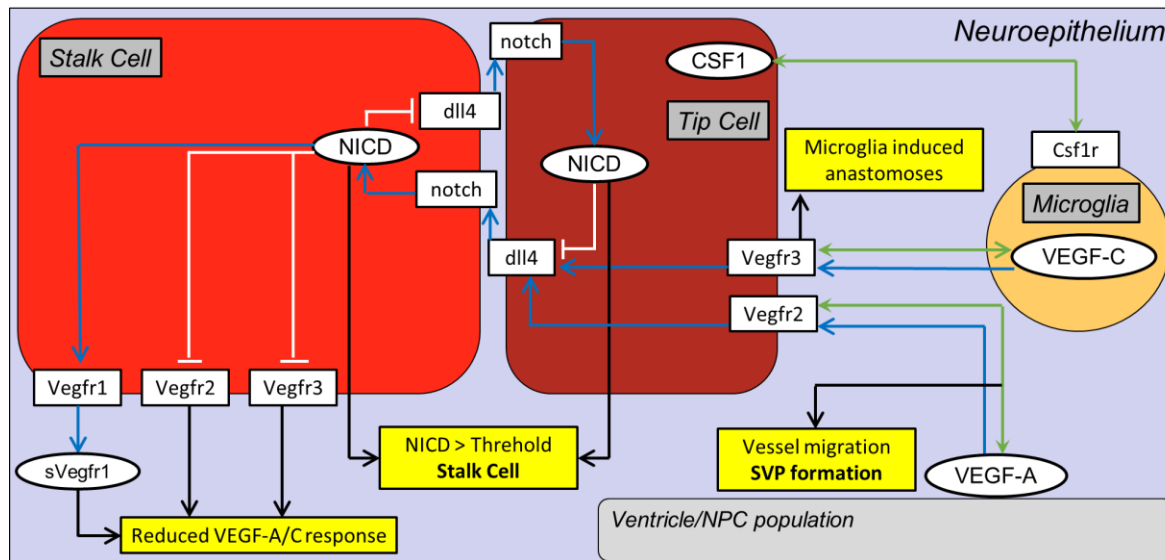 Neuroepithelium
Stalk Cell
notch
CSF1
dll4
Tip Cell
NICD
NICD
Microglia induced
anastomoses
Csf1r
notch
Microglia
dll4
Vegfr3
VEGF-C
Vegfr2
Vegfr1
Vegfr2
Vegfr3
NICD > Threhold
Stalk Cell
Vessel migration
SVP formation
sVegfr1
VEGF-A
Reduced VEGF-A/C response
Ventricle/NPC population